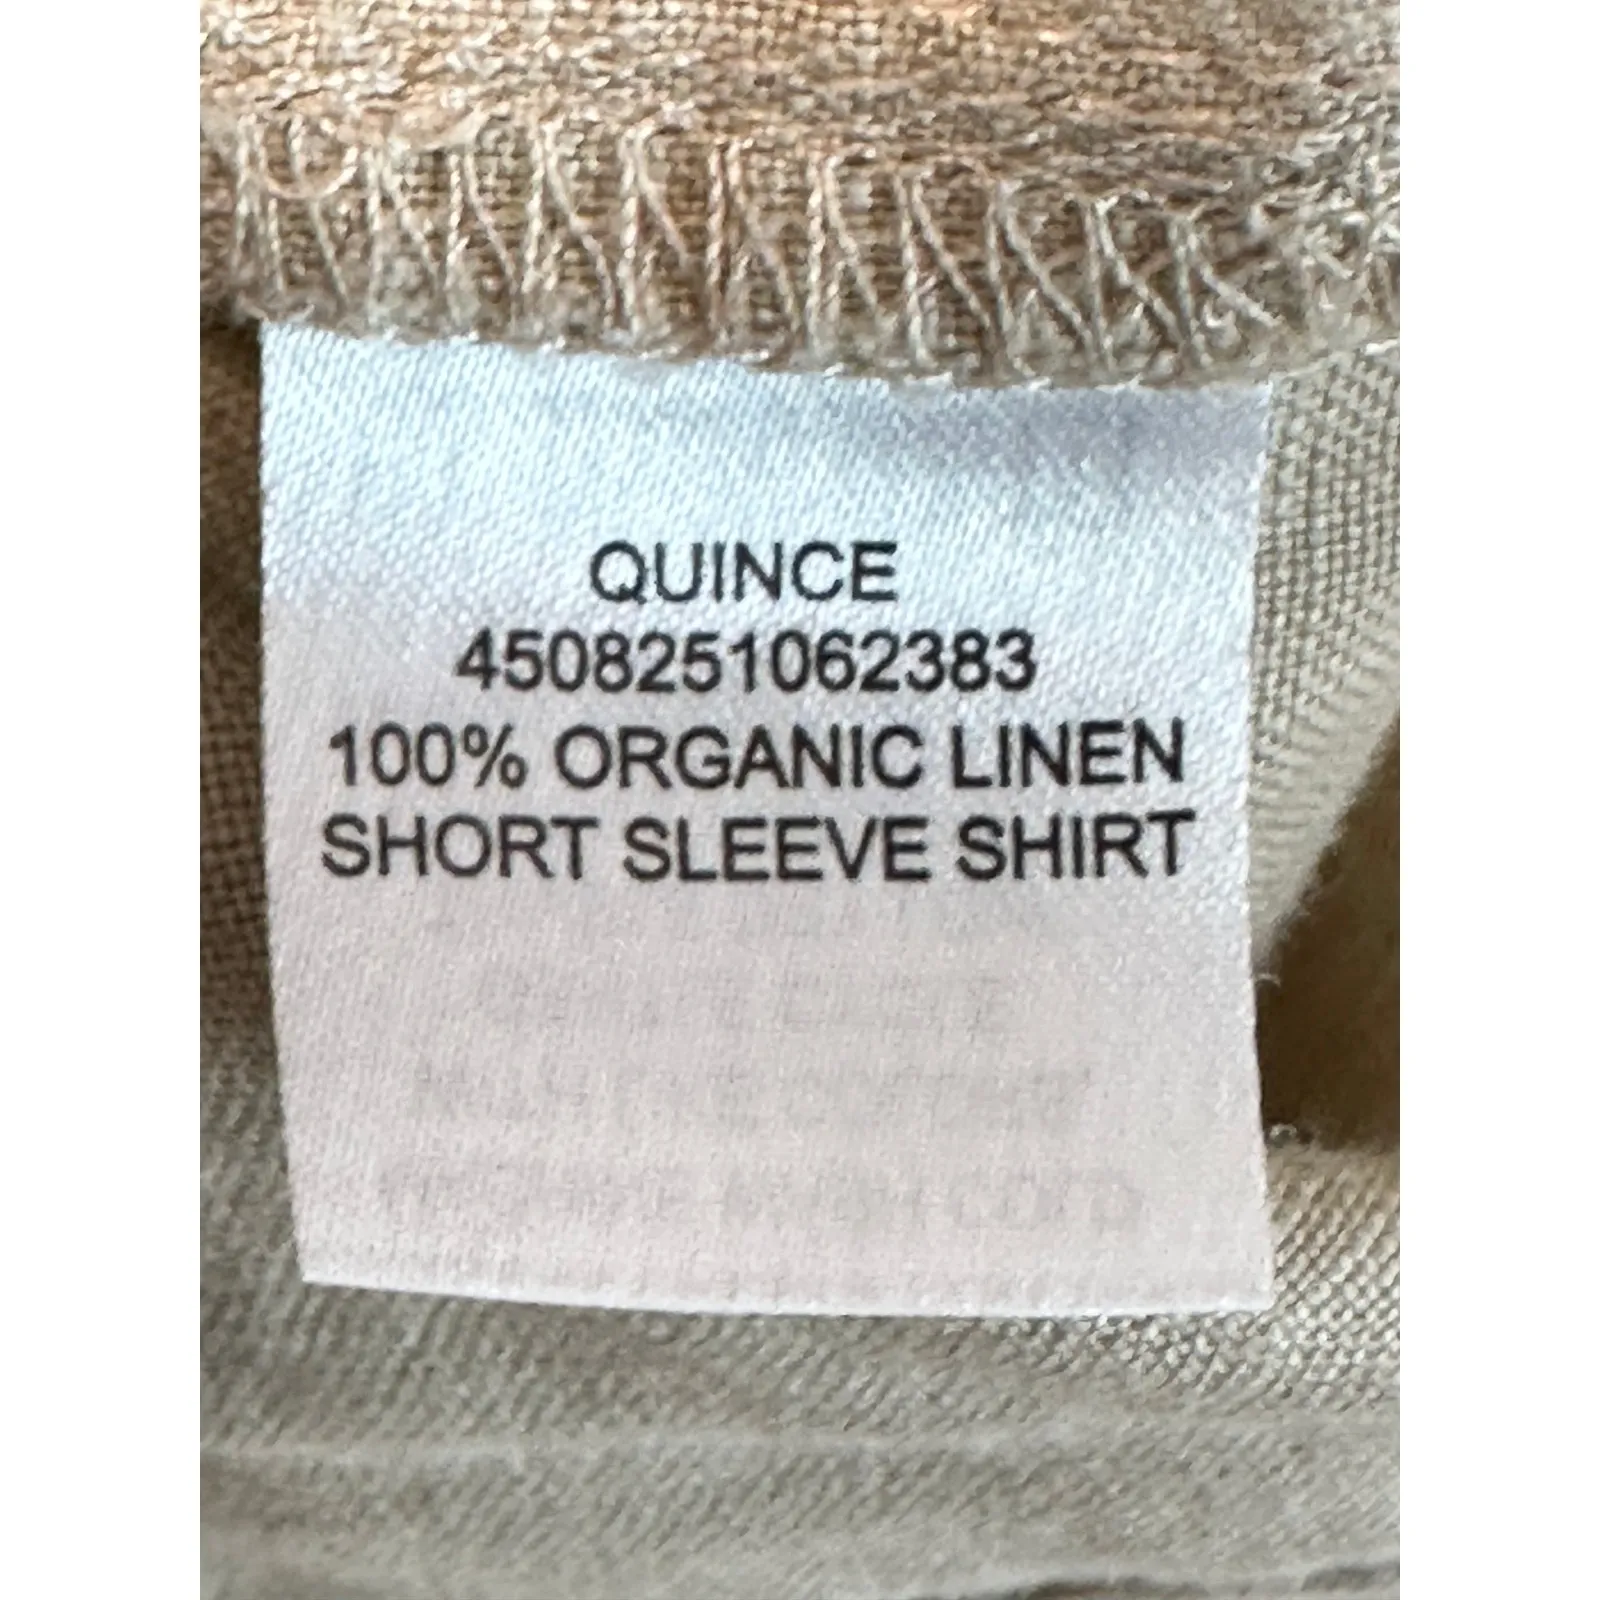 QUINCE
4508251062383
100% ORGANIC LINEN
SHORT SLEEVE SHIRT